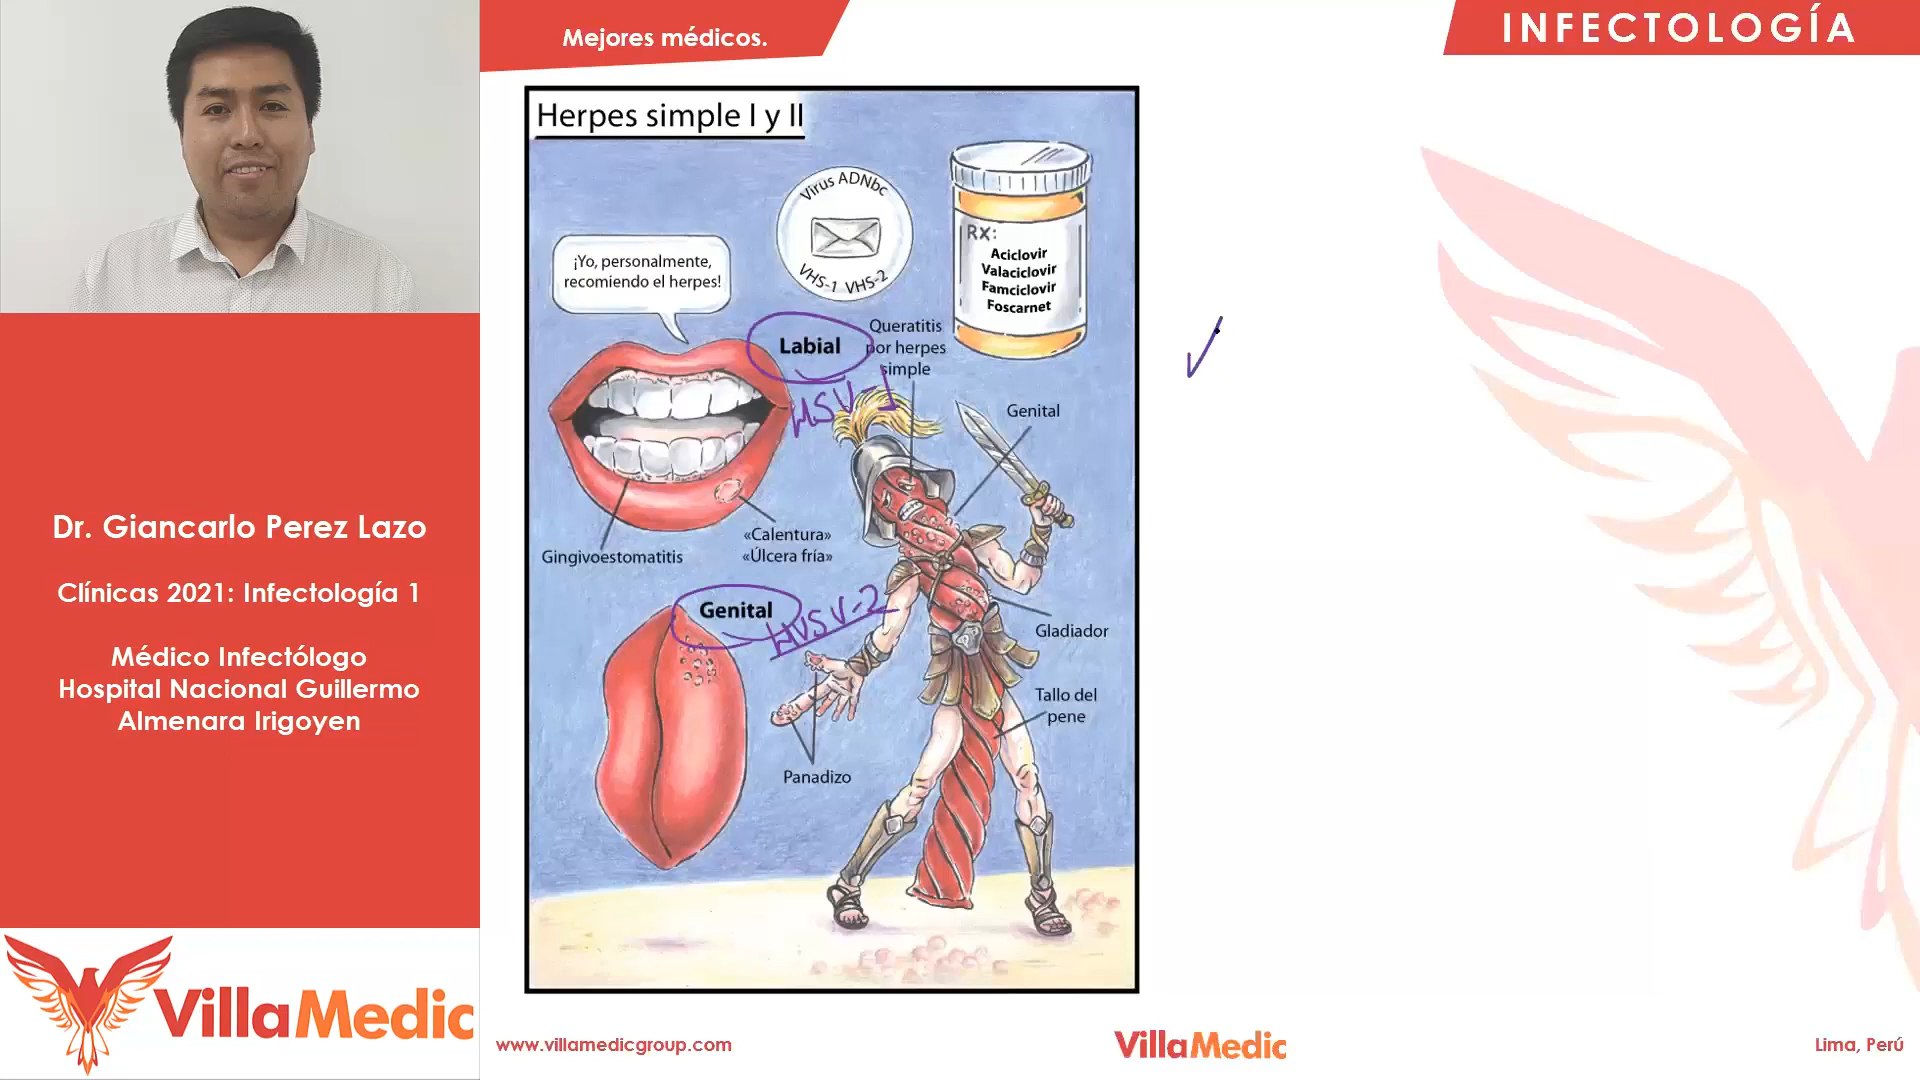 Mejores médicos.
INFECTOLOGÍA
Herpes simple I y II
Virus ADNbc
VHS-1 VHS-2
RX:
Aciclovir
Valaciclovir
Famciclovir
Foscarnet
¡Yo, personalmente,
recomiendo el herpes!
Labial
HSV-1
Queratitis
por herpes
simple
Genital
«Calentura»
«Úlcera fría»
Gingivoestomatitis
Genital
HVSV-2
Gladiador
Tallo del
pene
Panadizo
Dr. Giancarlo Perez Lazo
Clínicas 2021: Infectología 1
Médico Infectólogo
Hospital Nacional Guillermo
Almenara Irigoyen
VillaMedic
www.villamedicgroup.com
VillaMedic
Lima, Perú